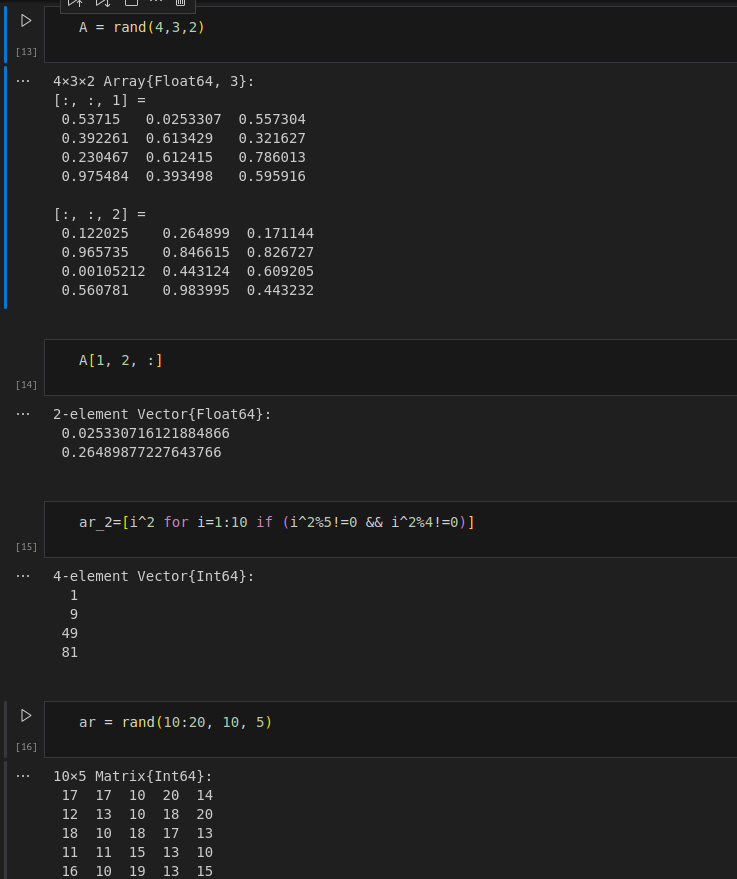 A = rand(4,3,2)
[13]
... 4×3×2 Array{Float64, 3}:
[:, :, 1] =
0.53715   0.0253307  0.557304
0.392261  0.613429   0.321627
0.230467  0.612415   0.786013
0.975484  0.393498   0.595916
[:, :, 2] =
0.122025    0.264899  0.171144
0.965735    0.846615  0.826727
0.00105212  0.443124  0.609205
0.560781    0.983995  0.443232
A[1, 2, :]
[14]
... 2-element Vector{Float64}:
0.025330716121884866
0.26489877227643766
ar_2=[i^2 for i=1:10 if (i^2%5!=0 && i^2%4!=0)]
[15]
... 4-element Vector{Int64}:
1
9
49
81
ar = rand(10:20, 10, 5)
[16]
... 10×5 Matrix{Int64}:
17  17  10  20  14
12  13  10  18  20
18  10  18  17  13
11  11  15  13  10
16  10  19  13  15